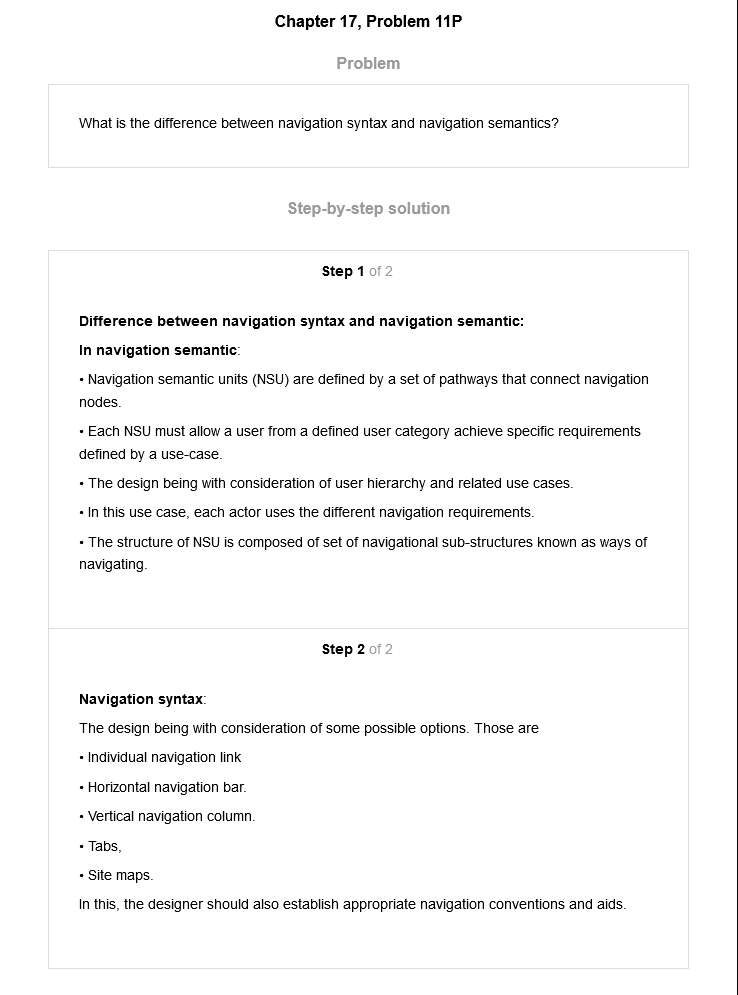 Chapter 17, Problem 11P
Problem
What is the difference between navigation syntax and navigation semantics?
Step-by-step solution
Step 1 of 2
Difference between navigation syntax and navigation semantic:
In navigation semantic:
• Navigation semantic units (NSU) are defined by a set of pathways that connect navigation
nodes.
• Each NSU must allow a user from a defined user category achieve specific requirements
defined by a use-case.
• The design being with consideration of user hierarchy and related use cases.
• In this use case, each actor uses the different navigation requirements.
• The structure of NSU is composed of set of navigational sub-structures known as ways of
navigating.
Step 2 of 2
Navigation syntax:
The design being with consideration of some possible options. Those are
• Individual navigation link
• Horizontal navigation bar.
• Vertical navigation column.
• Tabs,
• Site maps.
In this, the designer should also establish appropriate navigation conventions and aids.